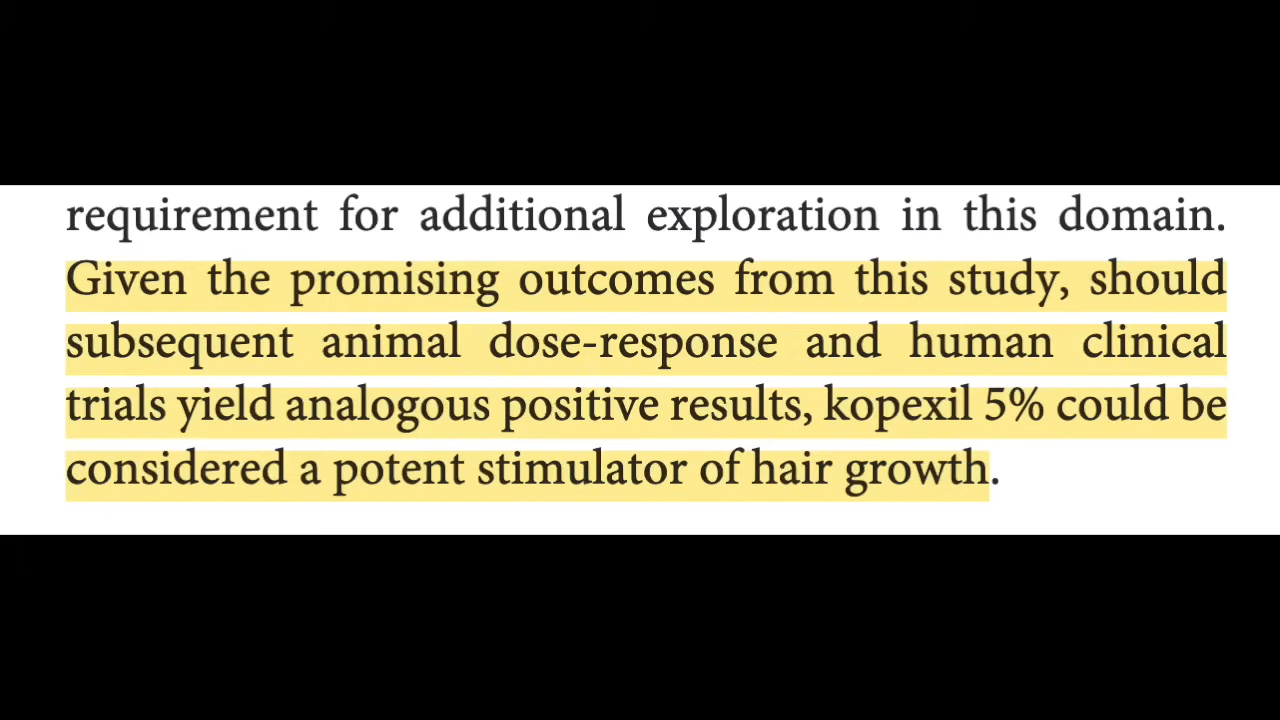 requirement for additional exploration in this domain.
Given the promising outcomes from this study, should
subsequent animal dose-response and human clinical
trials yield analogous positive results, kopexil 5% could be
considered a potent stimulator of hair growth.